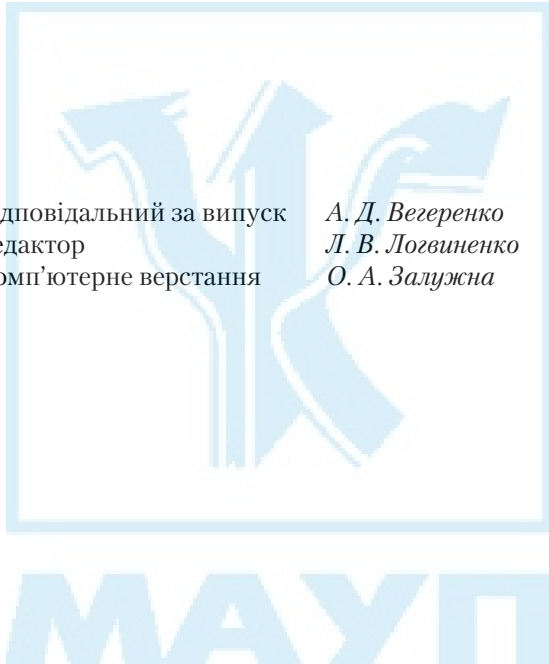 дповідальний за випуск А. Д. Вегеренко
едактор Л. В. Логвиненко
омп’ютерне верстання О. А. Залужна
МАУП